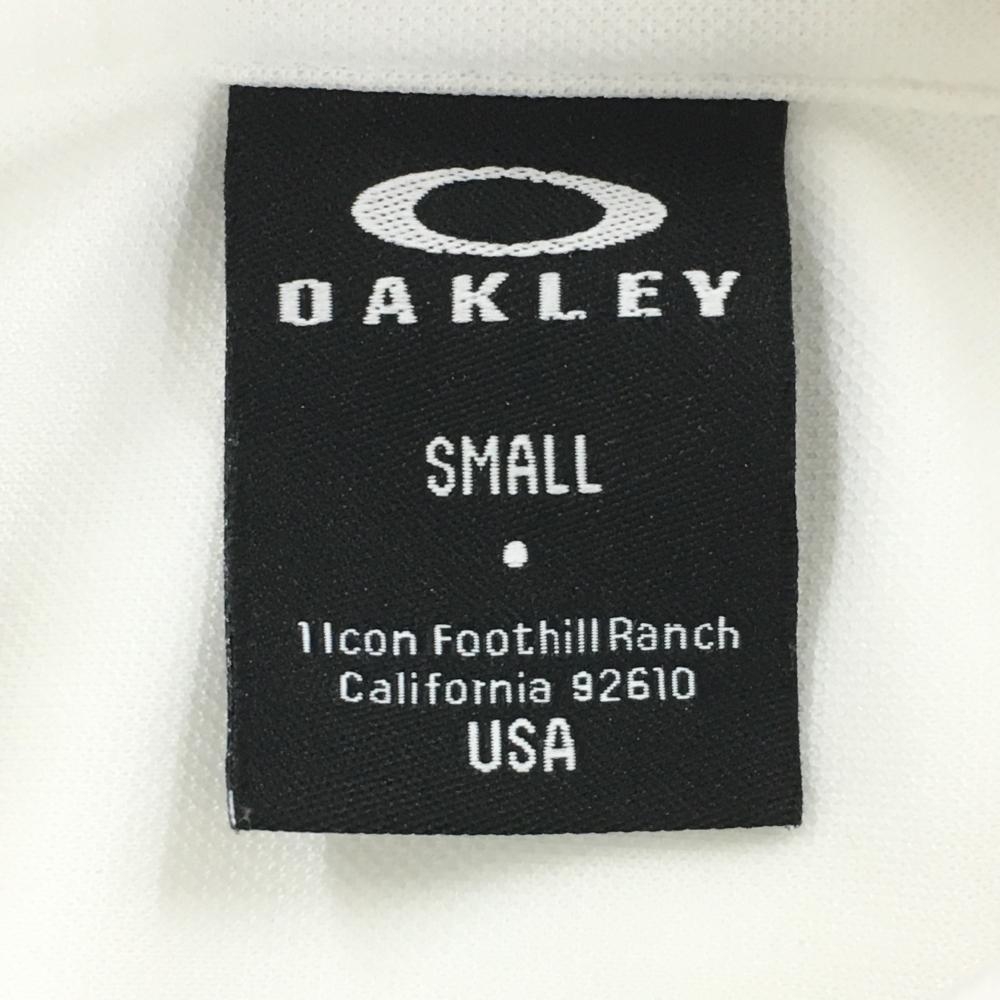 OAKLEY
SMALL
1 Icon Foothill Ranch
California 92610
USA